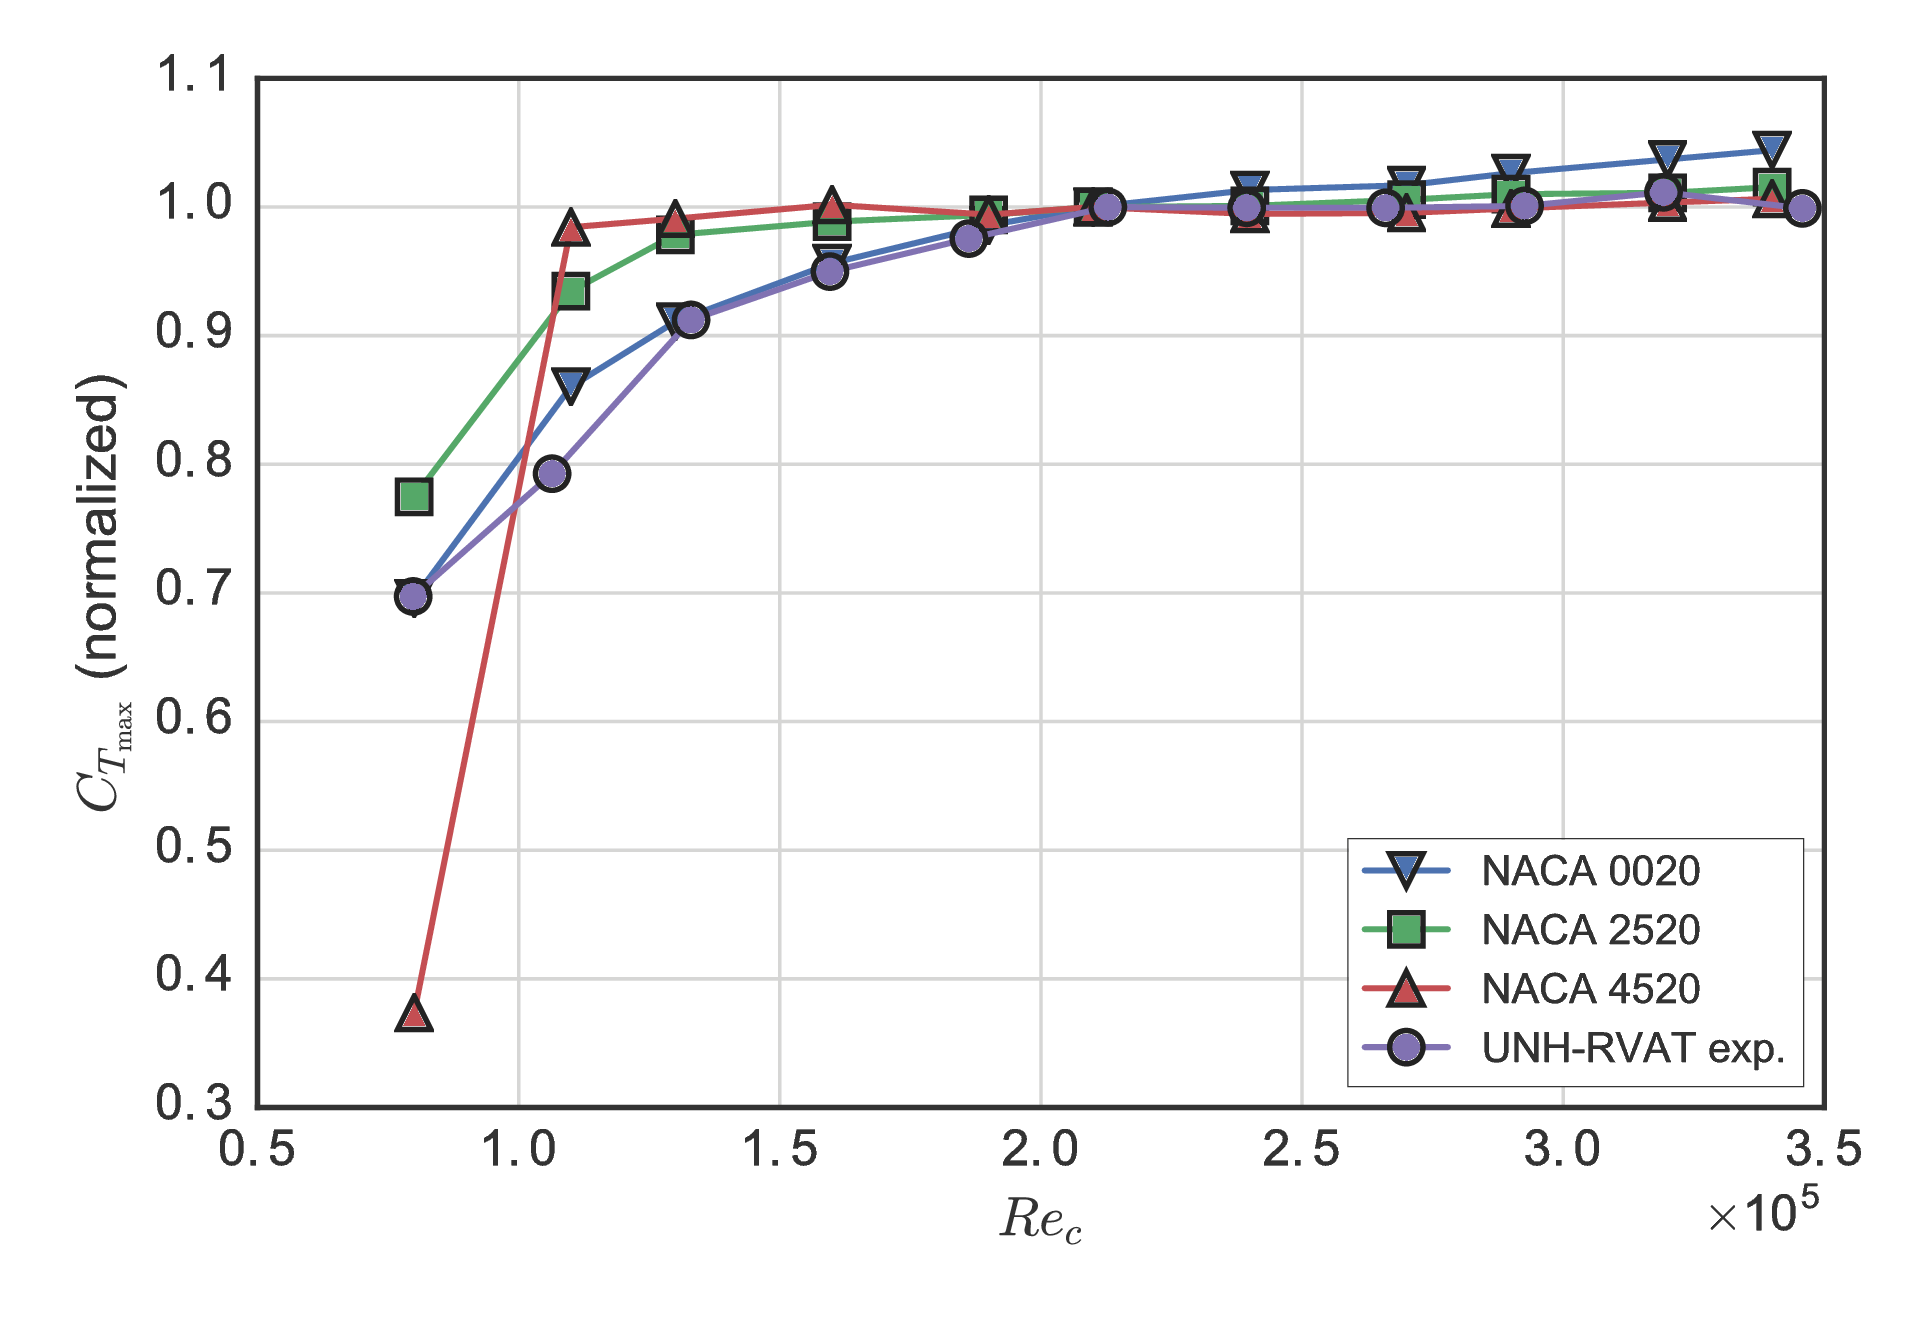 1.1
1.0
0.9
0.8
0.7
0.6
0.5
0.4
0.3
C_{T_{max}} (normalized)
NACA 0020
NACA 2520
NACA 4520
UNH-RVAT exp.
0.5 1.0 1.5 2.0 2.5 3.0 3.5
Re_c
×10^5